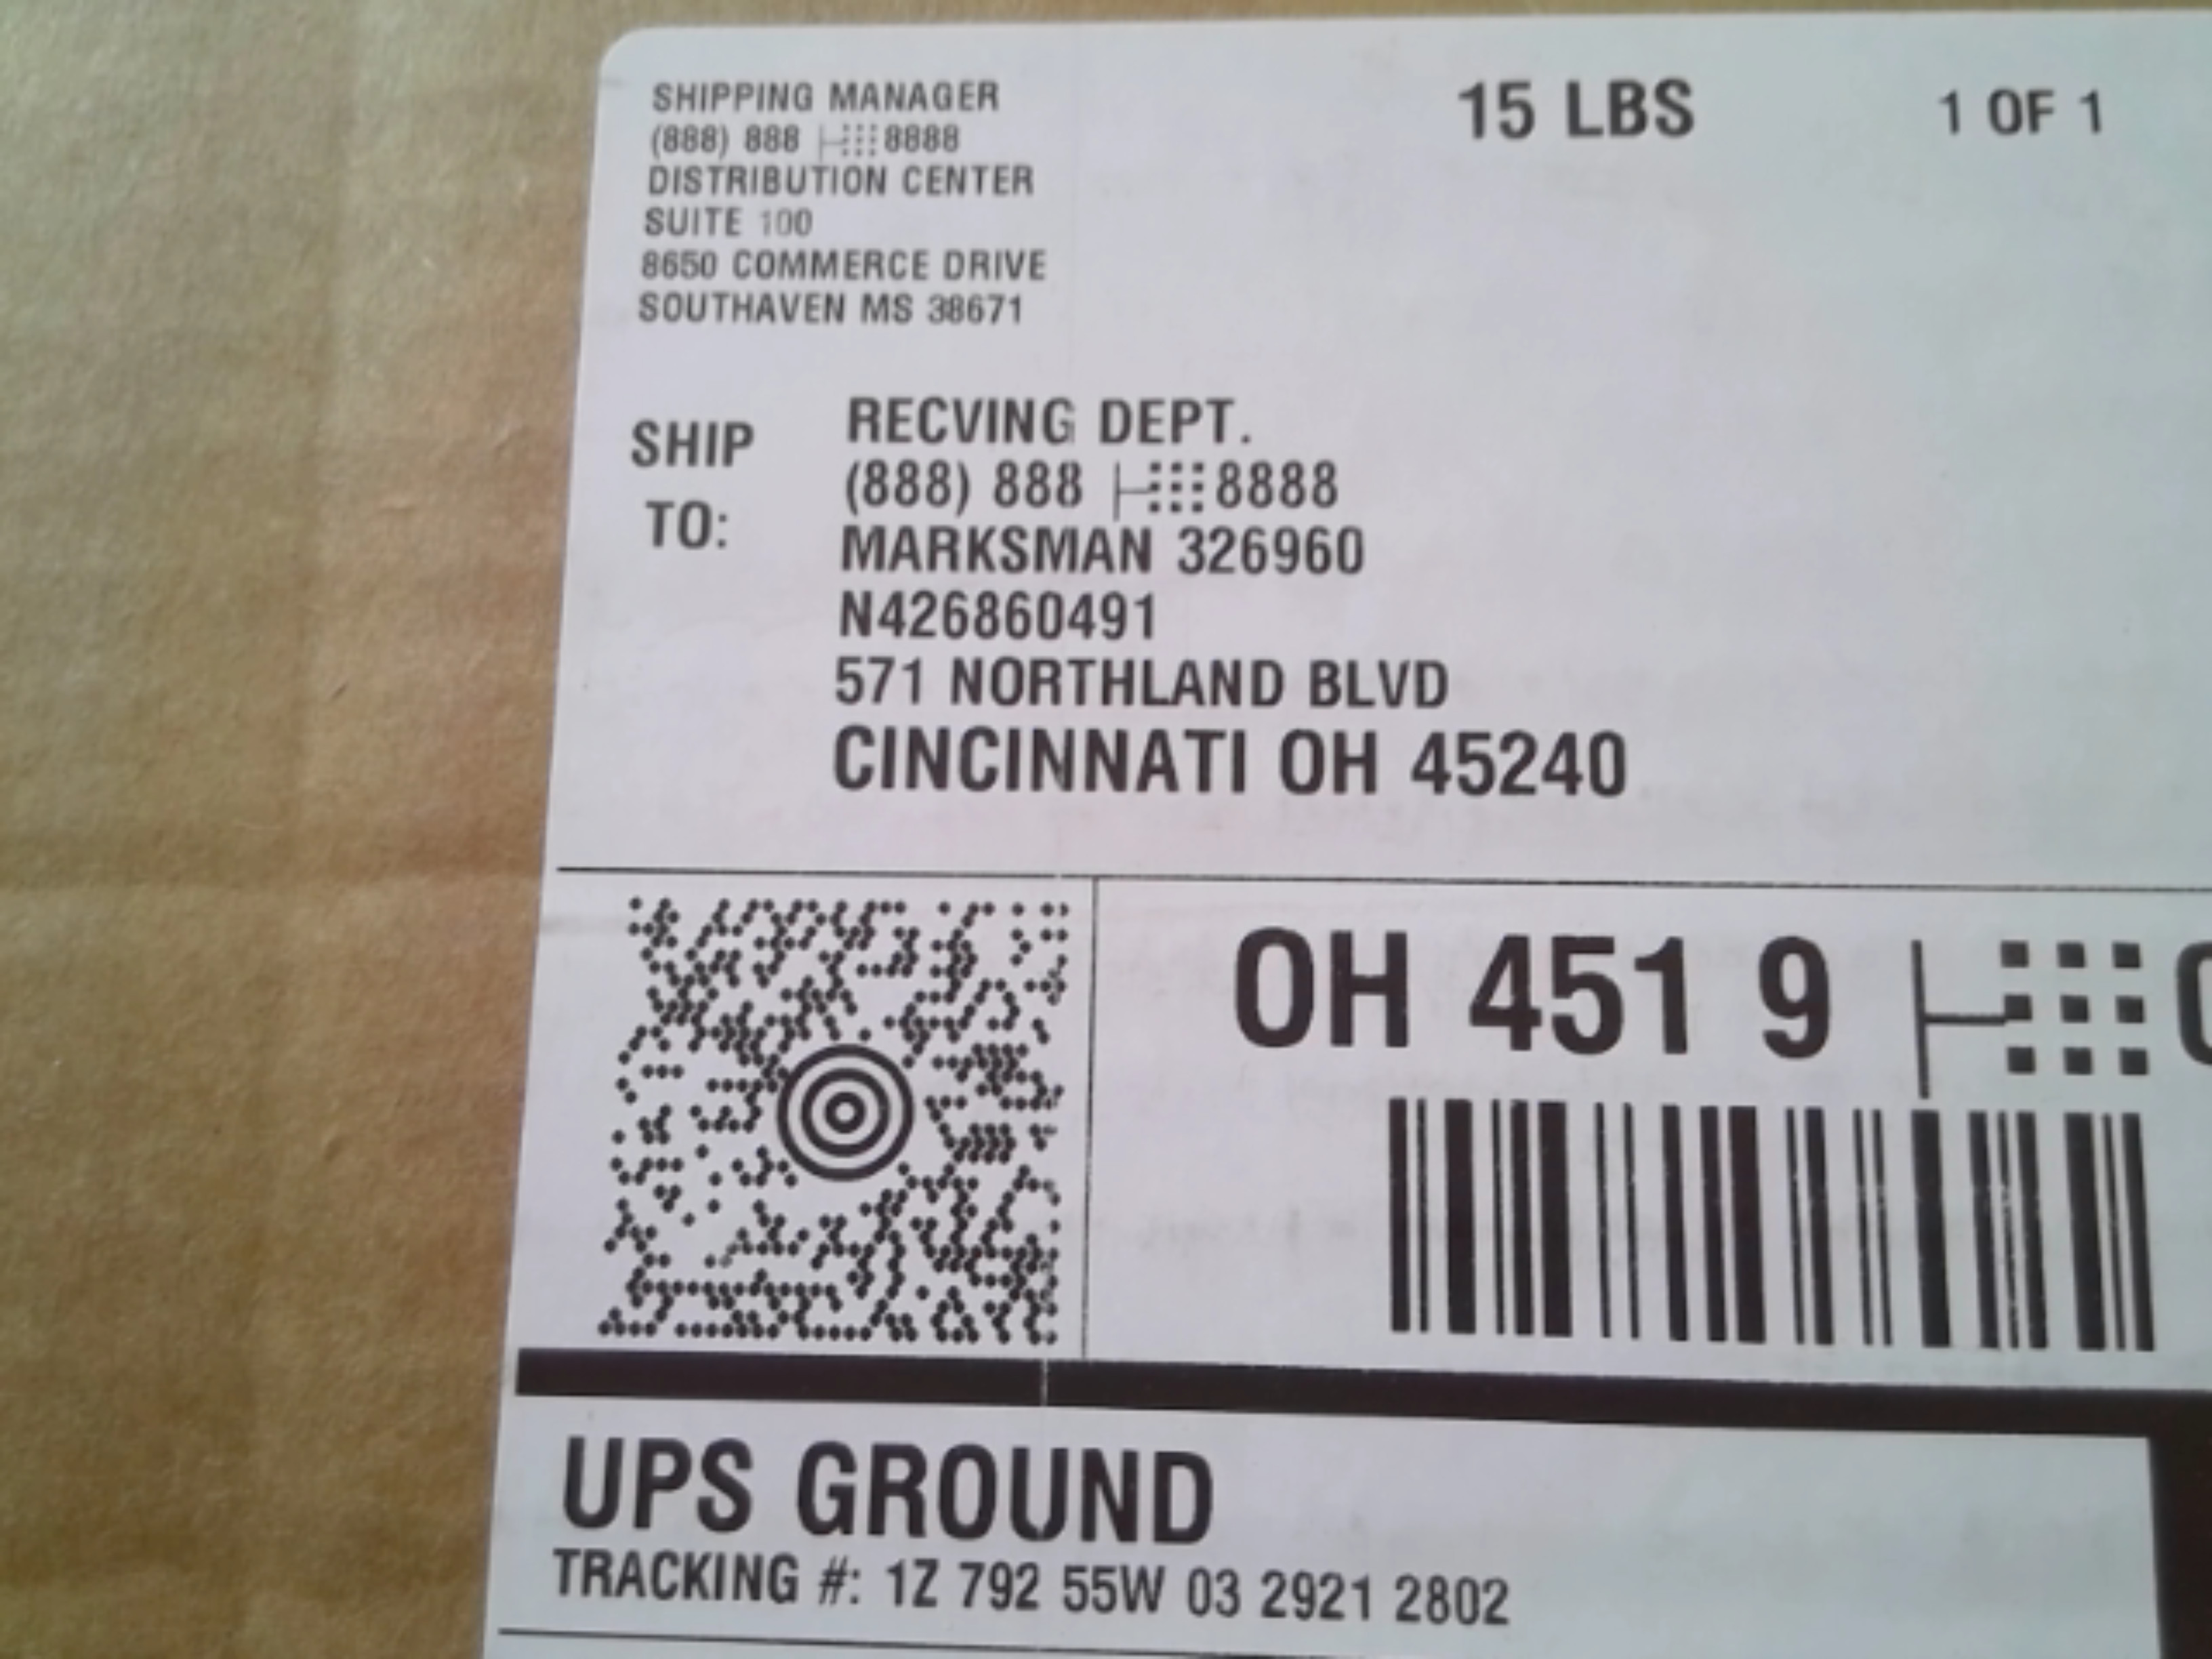 SHIPPING MANAGER
(888) 888 8888
DISTRIBUTION CENTER
SUITE 100
8650 COMMERCE DRIVE
SOUTHAVEN MS 38671
15 LBS
1 OF 1
SHIP TO:
RECVING DEPT.
(888) 888 8888
MARKSMAN 326960
N426860491
571 NORTHLAND BLVD
CINCINNATI OH 45240
OH 451 9
UPS GROUND
TRACKING #: 1Z 792 55W 03 2921 2802